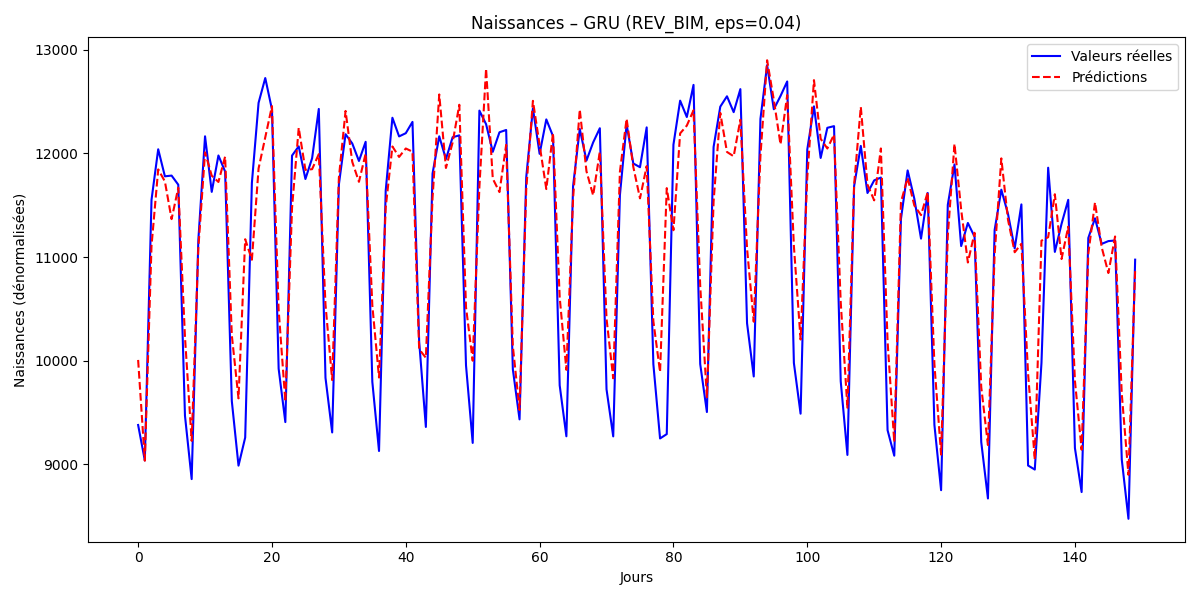 Naissances – GRU (REV_BIM, eps=0.04)
Valeurs réelles
Prédictions
Naissances (dénormalisées)
13000
12000
11000
10000
9000
0 20 40 60 80 100 120 140
Jours